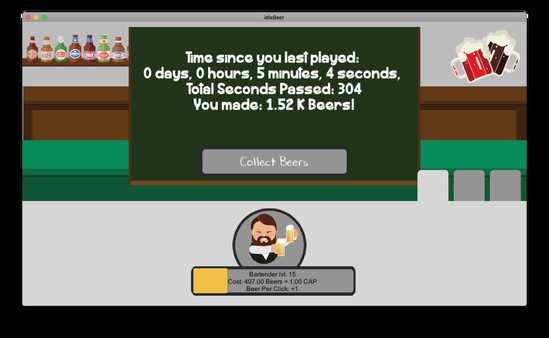 idleBeer
Time since you last played:
0 days, 0 hours, 5 minutes, 4 seconds,
Total Seconds Passed: 304
You made: 1.52 K Beers!
Collect Beers
Bartender lvl: 15
Cost: 407.00 Beers + 1.00 CAP
Beer Per Click: +1